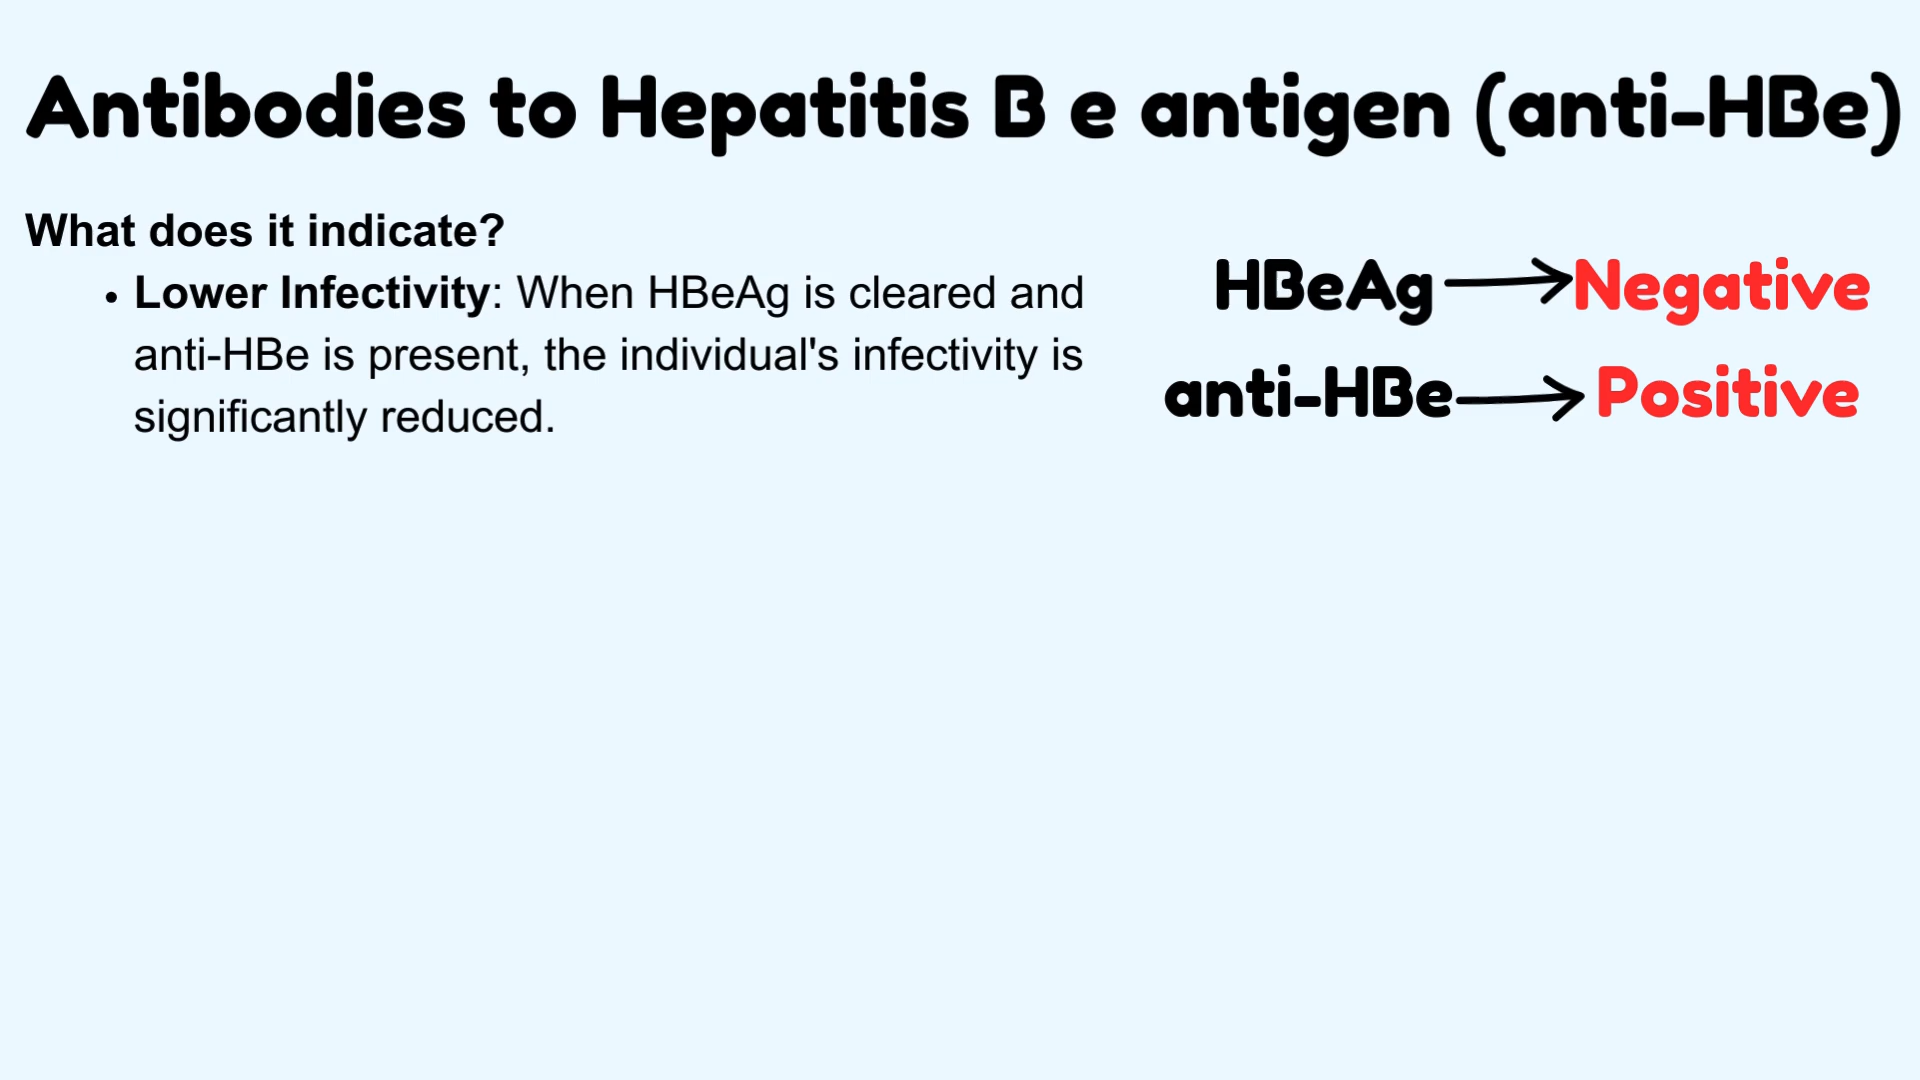 Antibodies to Hepatitis B e antigen (anti-HBe)
What does it indicate?
• Lower Infectivity: When HBeAg is cleared and
anti-HBe is present, the individual's infectivity is
significantly reduced.
HBeAg → Negative
anti-HBe → Positive